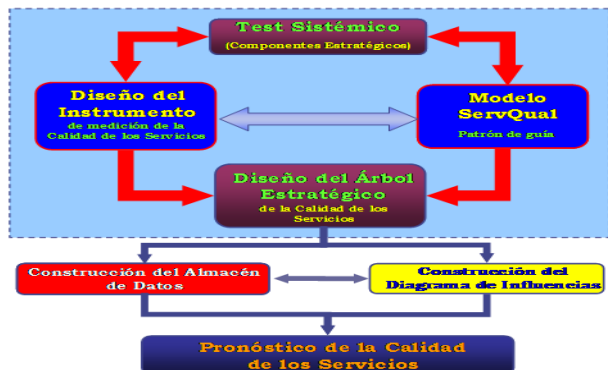 Test Sistémico
(Componentes Estratégicos)
Diseño del
Instrumento
de medición de la
Calidad de los Servicios
Modelo
ServQual
Patrón de guía
Diseño del Árbol
Estratégico
de la Calidad de los
Servicios
Construcción del Almacén
de Datos
Construcción del
Diagrama de Influencias
Pronóstico de la Calidad
de los Servicios